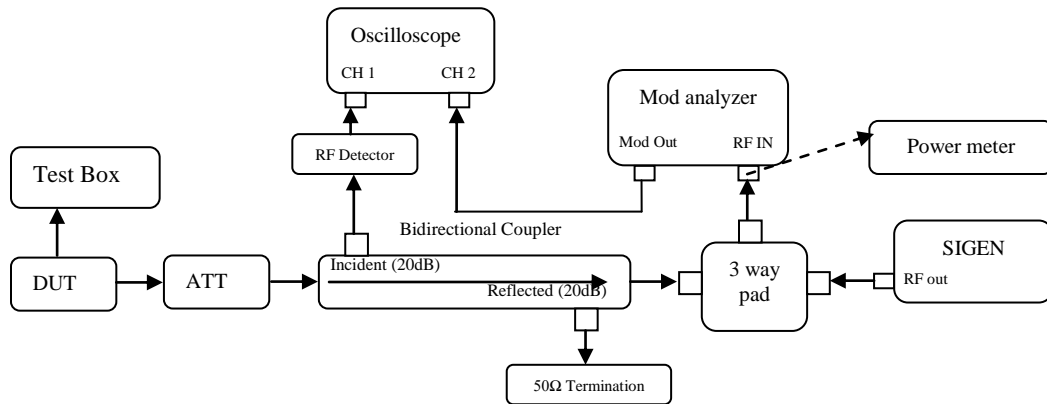 Oscilloscope
CH 1
CH 2
Mod analyzer
Mod Out
RF IN
Power meter
RF Detector
Test Box
Bidirectional Coupler
SIGEN
RF out
DUT
ATT
Incident (20dB)
Reflected (20dB)
3 way
pad
50Ω Termination